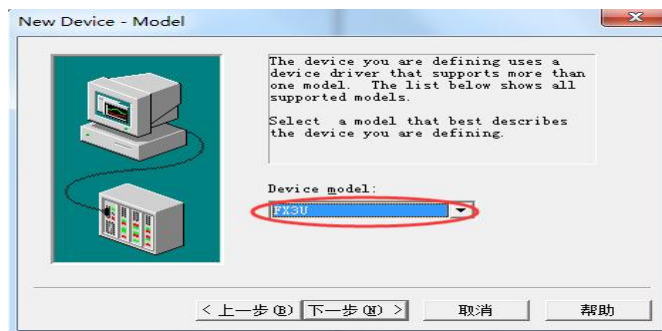 New Device - Model
The device you are defining uses a
device driver that supports more than
one model. The list below shows all
supported models.
Select a model that best describes
the device you are defining.
Device model:
FX3U
< 上一步(B) 下一步(N) > 取消 帮助